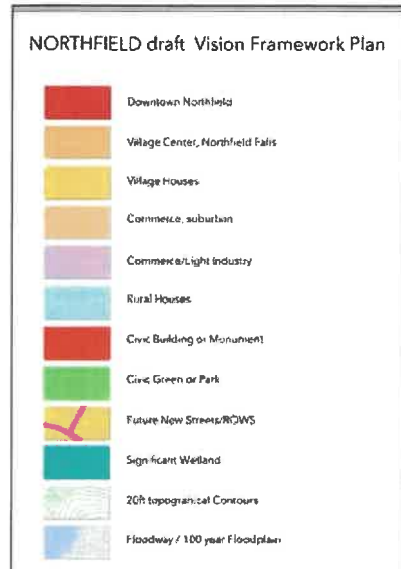 NORTHFIELD draft Vision Framework Plan
Downtown Northfield
Village Center, Northfield Falls
Village Houses
Commerce, suburban
Commerce/Light Industry
Rural Houses
Civic Building or Monument
Civic Green or Park
Future New Streets/ROWS
Significant Wetland
20ft topographical Contours
Floodway / 100 year Floodplain